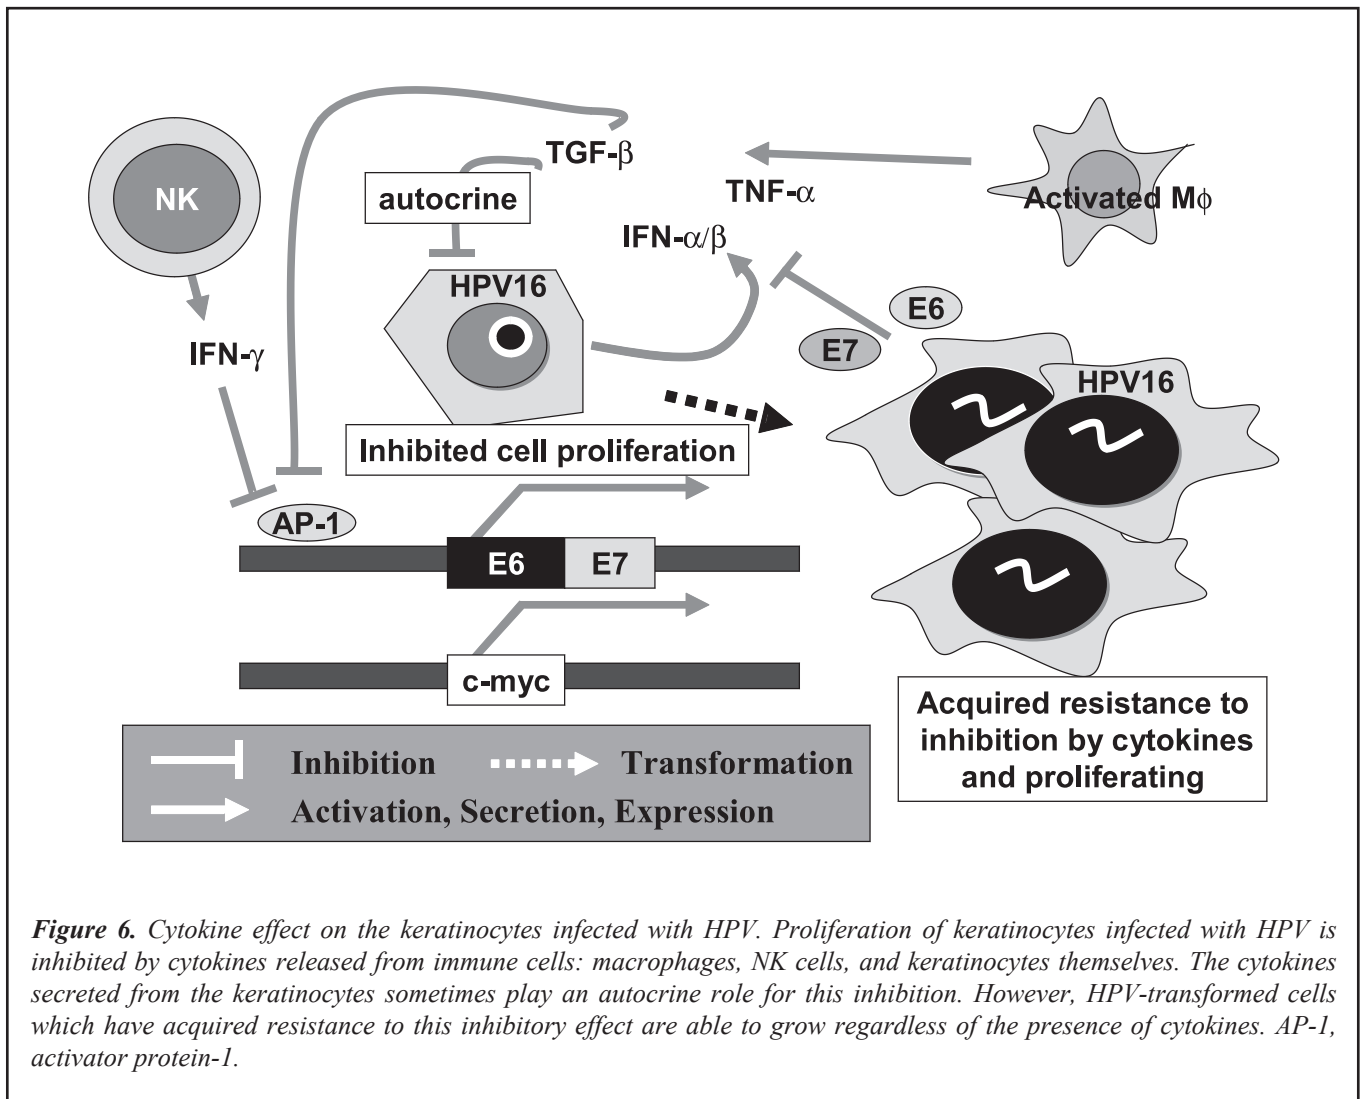 TGF-β
NK
autocrine
TNF-α
Activated Mϕ
IFN-α/β
HPV16
E6
IFN-γ
E7
HPV16
Inhibited cell proliferation
AP-1
E6 E7
c-myc
Acquired resistance to
inhibition by cytokines
and proliferating
Inhibition Transformation
Activation, Secretion, Expression
Figure 6. Cytokine effect on the keratinocytes infected with HPV. Proliferation of keratinocytes infected with HPV is
inhibited by cytokines released from immune cells: macrophages, NK cells, and keratinocytes themselves. The cytokines
secreted from the keratinocytes sometimes play an autocrine role for this inhibition. However, HPV-transformed cells
which have acquired resistance to this inhibitory effect are able to grow regardless of the presence of cytokines. AP-1,
activator protein-1.